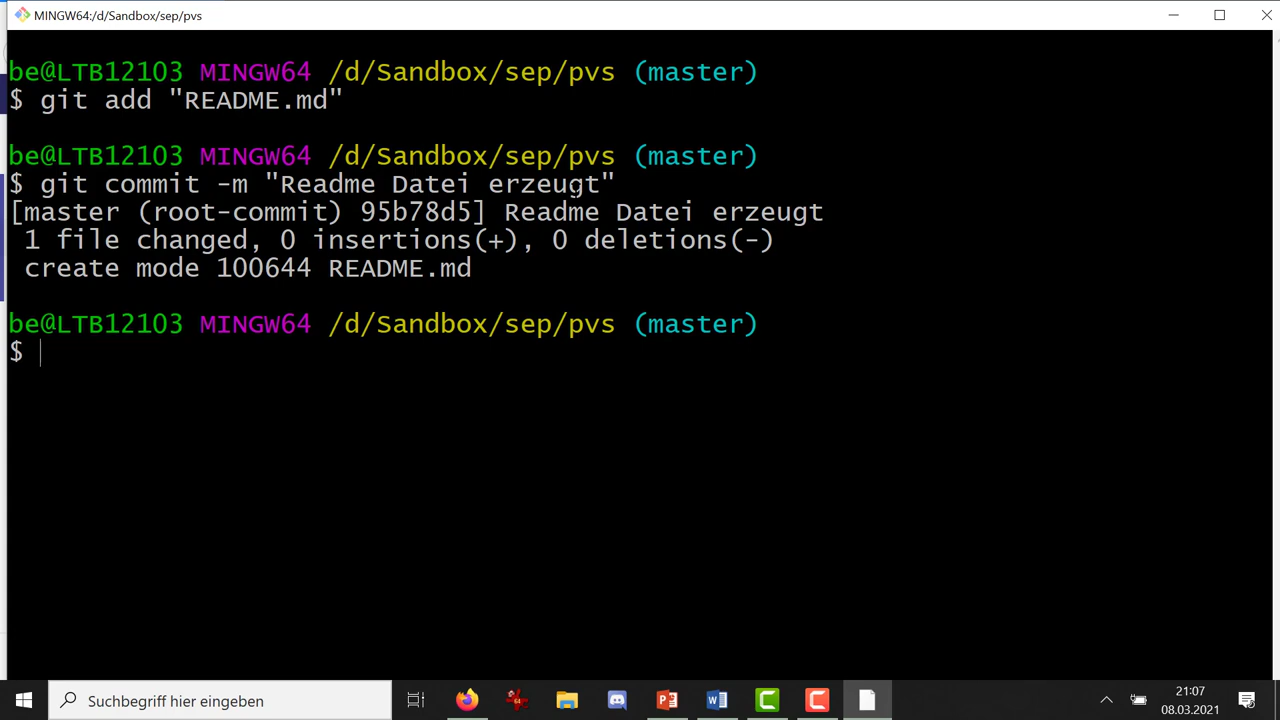 MINGW64:/d/Sandbox/sep/pvs
be@LTB12103 MINGW64 /d/Sandbox/sep/pvs (master)
$ git add "README.md"
be@LTB12103 MINGW64 /d/Sandbox/sep/pvs (master)
$ git commit -m "Readme Datei erzeugt"
[master (root-commit) 95b78d5] Readme Datei erzeugt
1 file changed, 0 insertions(+), 0 deletions(-)
create mode 100644 README.md
be@LTB12103 MINGW64 /d/Sandbox/sep/pvs (master)
$
Suchbegriff hier eingeben
21:07
08.03.2021